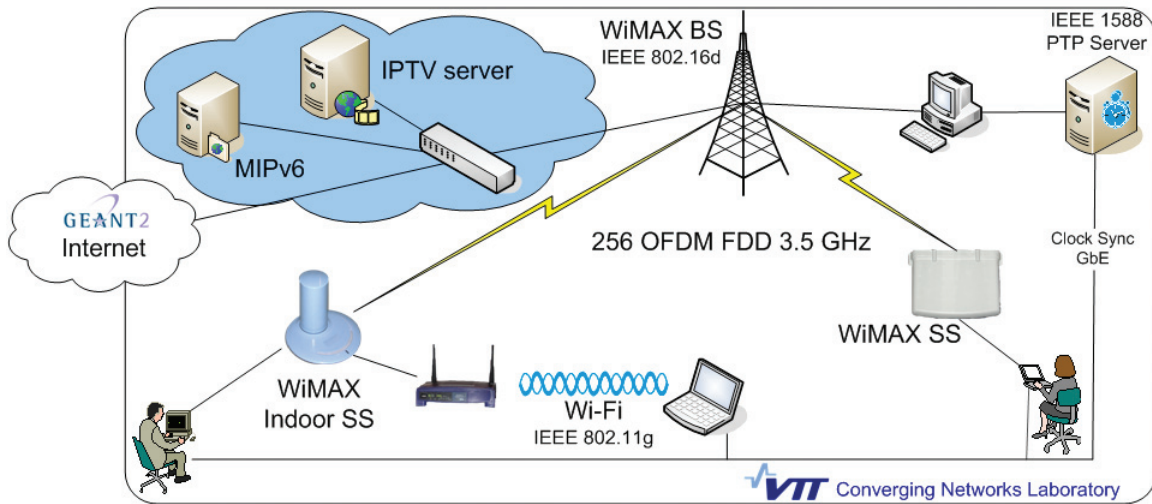 WiMAX BS
IEEE 802.16d
IEEE 1588
PTP Server
IPTV server
MIPv6
GEANT2
Internet
256 OFDM FDD 3.5 GHz
Clock Sync
GbE
WiMAX SS
WiMAX
Indoor SS
Wi-Fi
IEEE 802.11g
VTT Converging Networks Laboratory